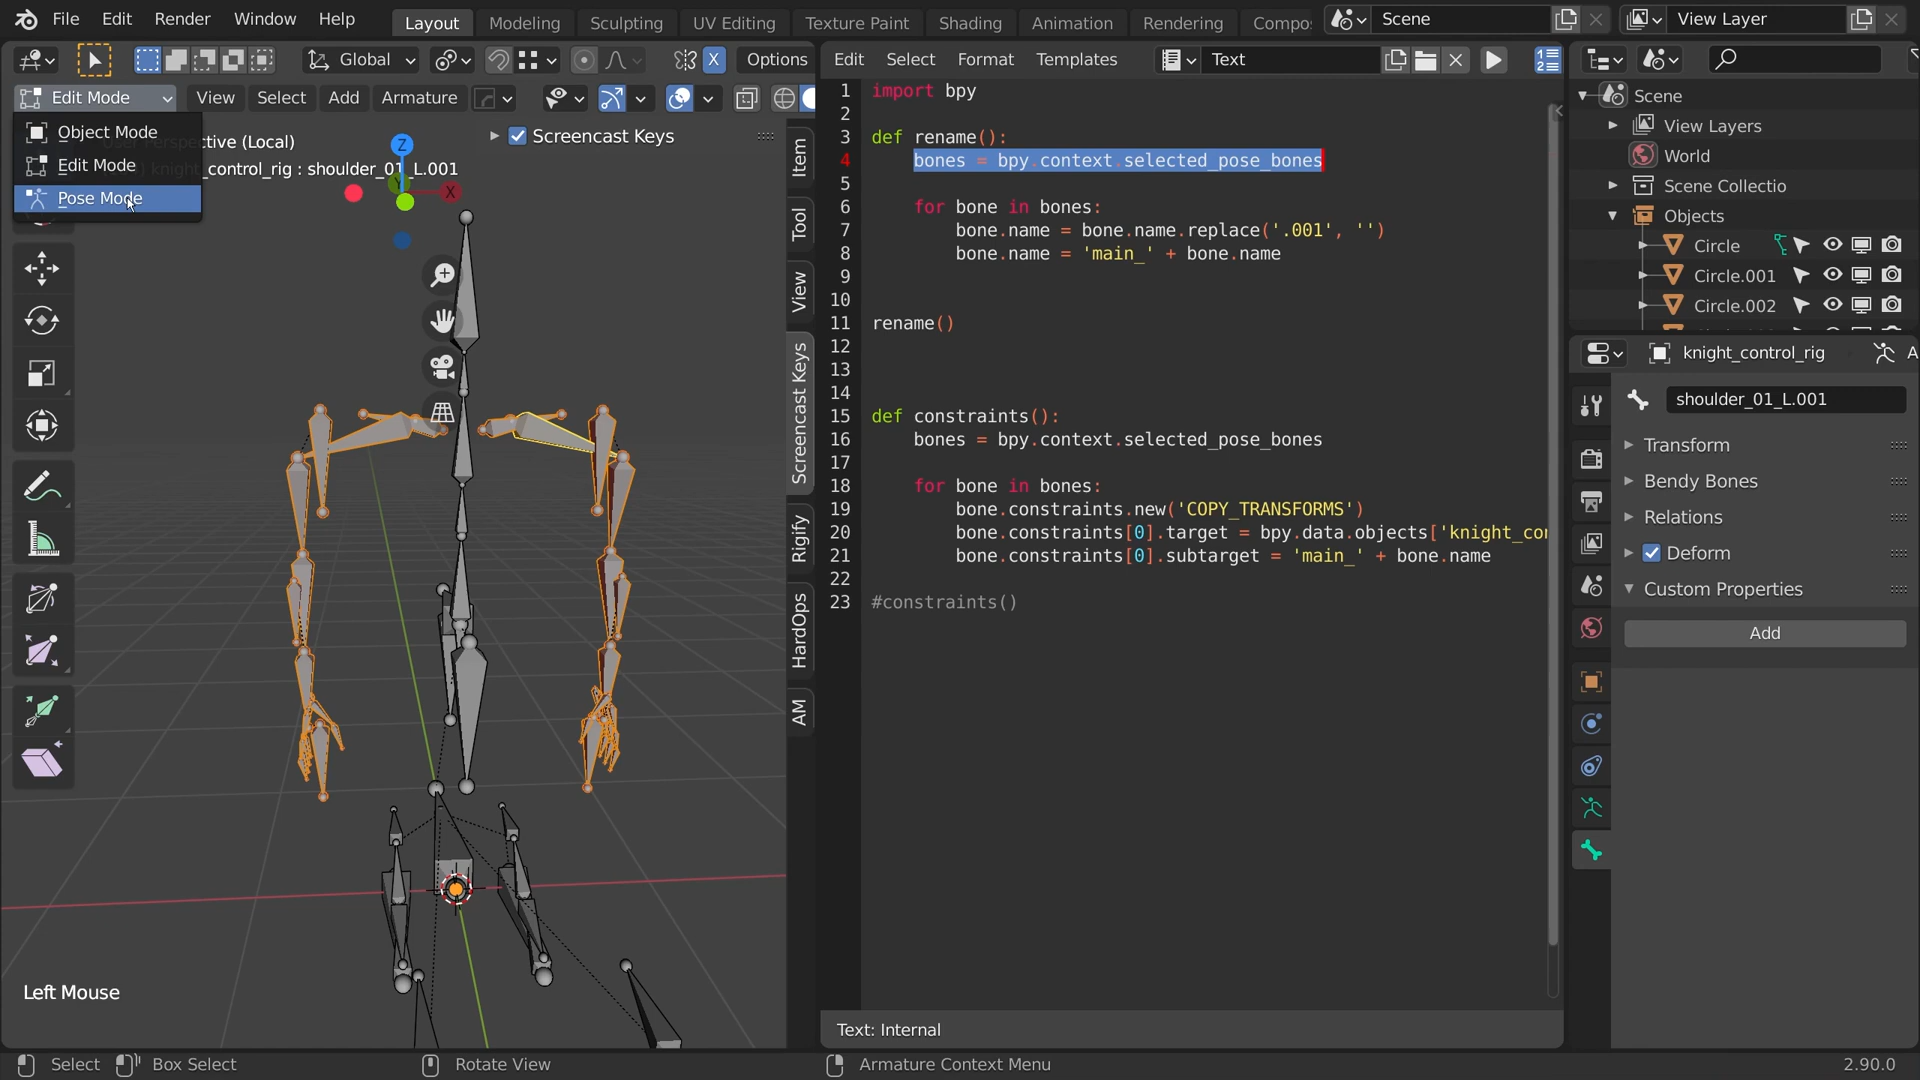 File Edit Render Window Help Layout Modeling Sculpting UV Editing Texture Paint Shading Animation Rendering Compo Scene View Layer
Global X Options Edit Select Format Templates Text
Edit Mode View Select Add Armature
Object Mode
Edit Mode
Pose Mode
pective (Local)
knight_control_rig : shoulder_01_L.001
Z
Y
X
Screencast Keys
Item
Tool
View
Screencast Keys
Rigify
HardOps
AM
1 import bpy
2
3 def rename():
4 bones = bpy.context.selected_pose_bones
5
6 for bone in bones:
7 bone.name = bone.name.replace('.001', '')
8 bone.name = 'main_' + bone.name
9
10
11 rename()
12
13
14
15 def constraints():
16 bones = bpy.context.selected_pose_bones
17
18 for bone in bones:
19 bone.constraints.new('COPY_TRANSFORMS')
20 bone.constraints[0].target = bpy.data.objects['knight_con
21 bone.constraints[0].subtarget = 'main_' + bone.name
22
23 #constraints()
Text: Internal
Scene
View Layers
World
Scene Collectio
Objects
Circle
Circle.001
Circle.002
knight_control_rig A
shoulder_01_L.001
Transform
Bendy Bones
Relations
Deform
Custom Properties
Add
Left Mouse
Select Box Select Rotate View Armature Context Menu 2.90.0